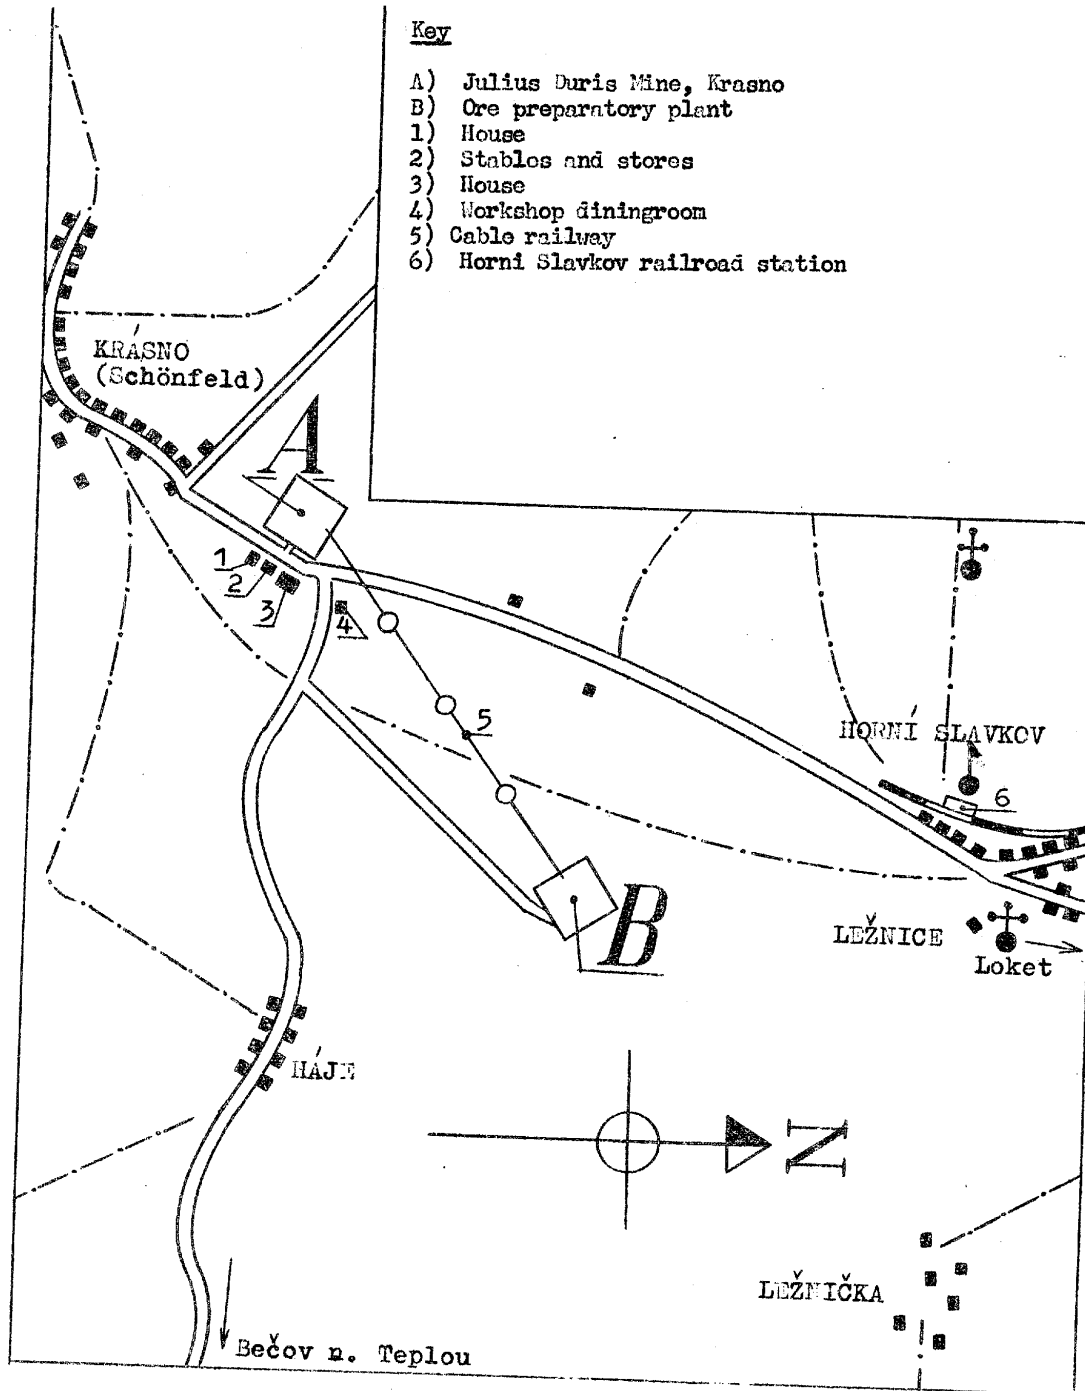 Key
A) Julius Duris Mine, Krasno
B) Ore preparatory plant
1) House
2) Stables and stores
3) House
4) Workshop diningroom
5) Cable railway
6) Horni Slavkov railroad station
KRÁSNO
(Schönfeld)
A
1
2
3
4
5
HORNÍ SLAVKOV
6
B
LEŽNICE
Loket
HÁJE
N
LEŽNIČKA
Bečov n. Teplou